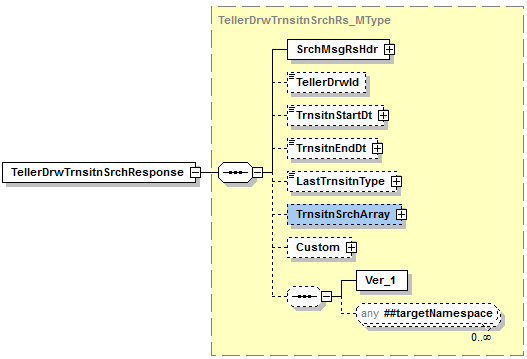 TellerDrwTrnsitnSrchRs_MType
SrchMsgRsHdr
TellerDrwId
TrnsitnStartDt
TrnsitnEndDt
TellerDrwTrnsitnSrchResponse
LastTrnsitnType
TrnsitnSrchArray
Custom
Ver_1
any ##targetNamespace
0..∞